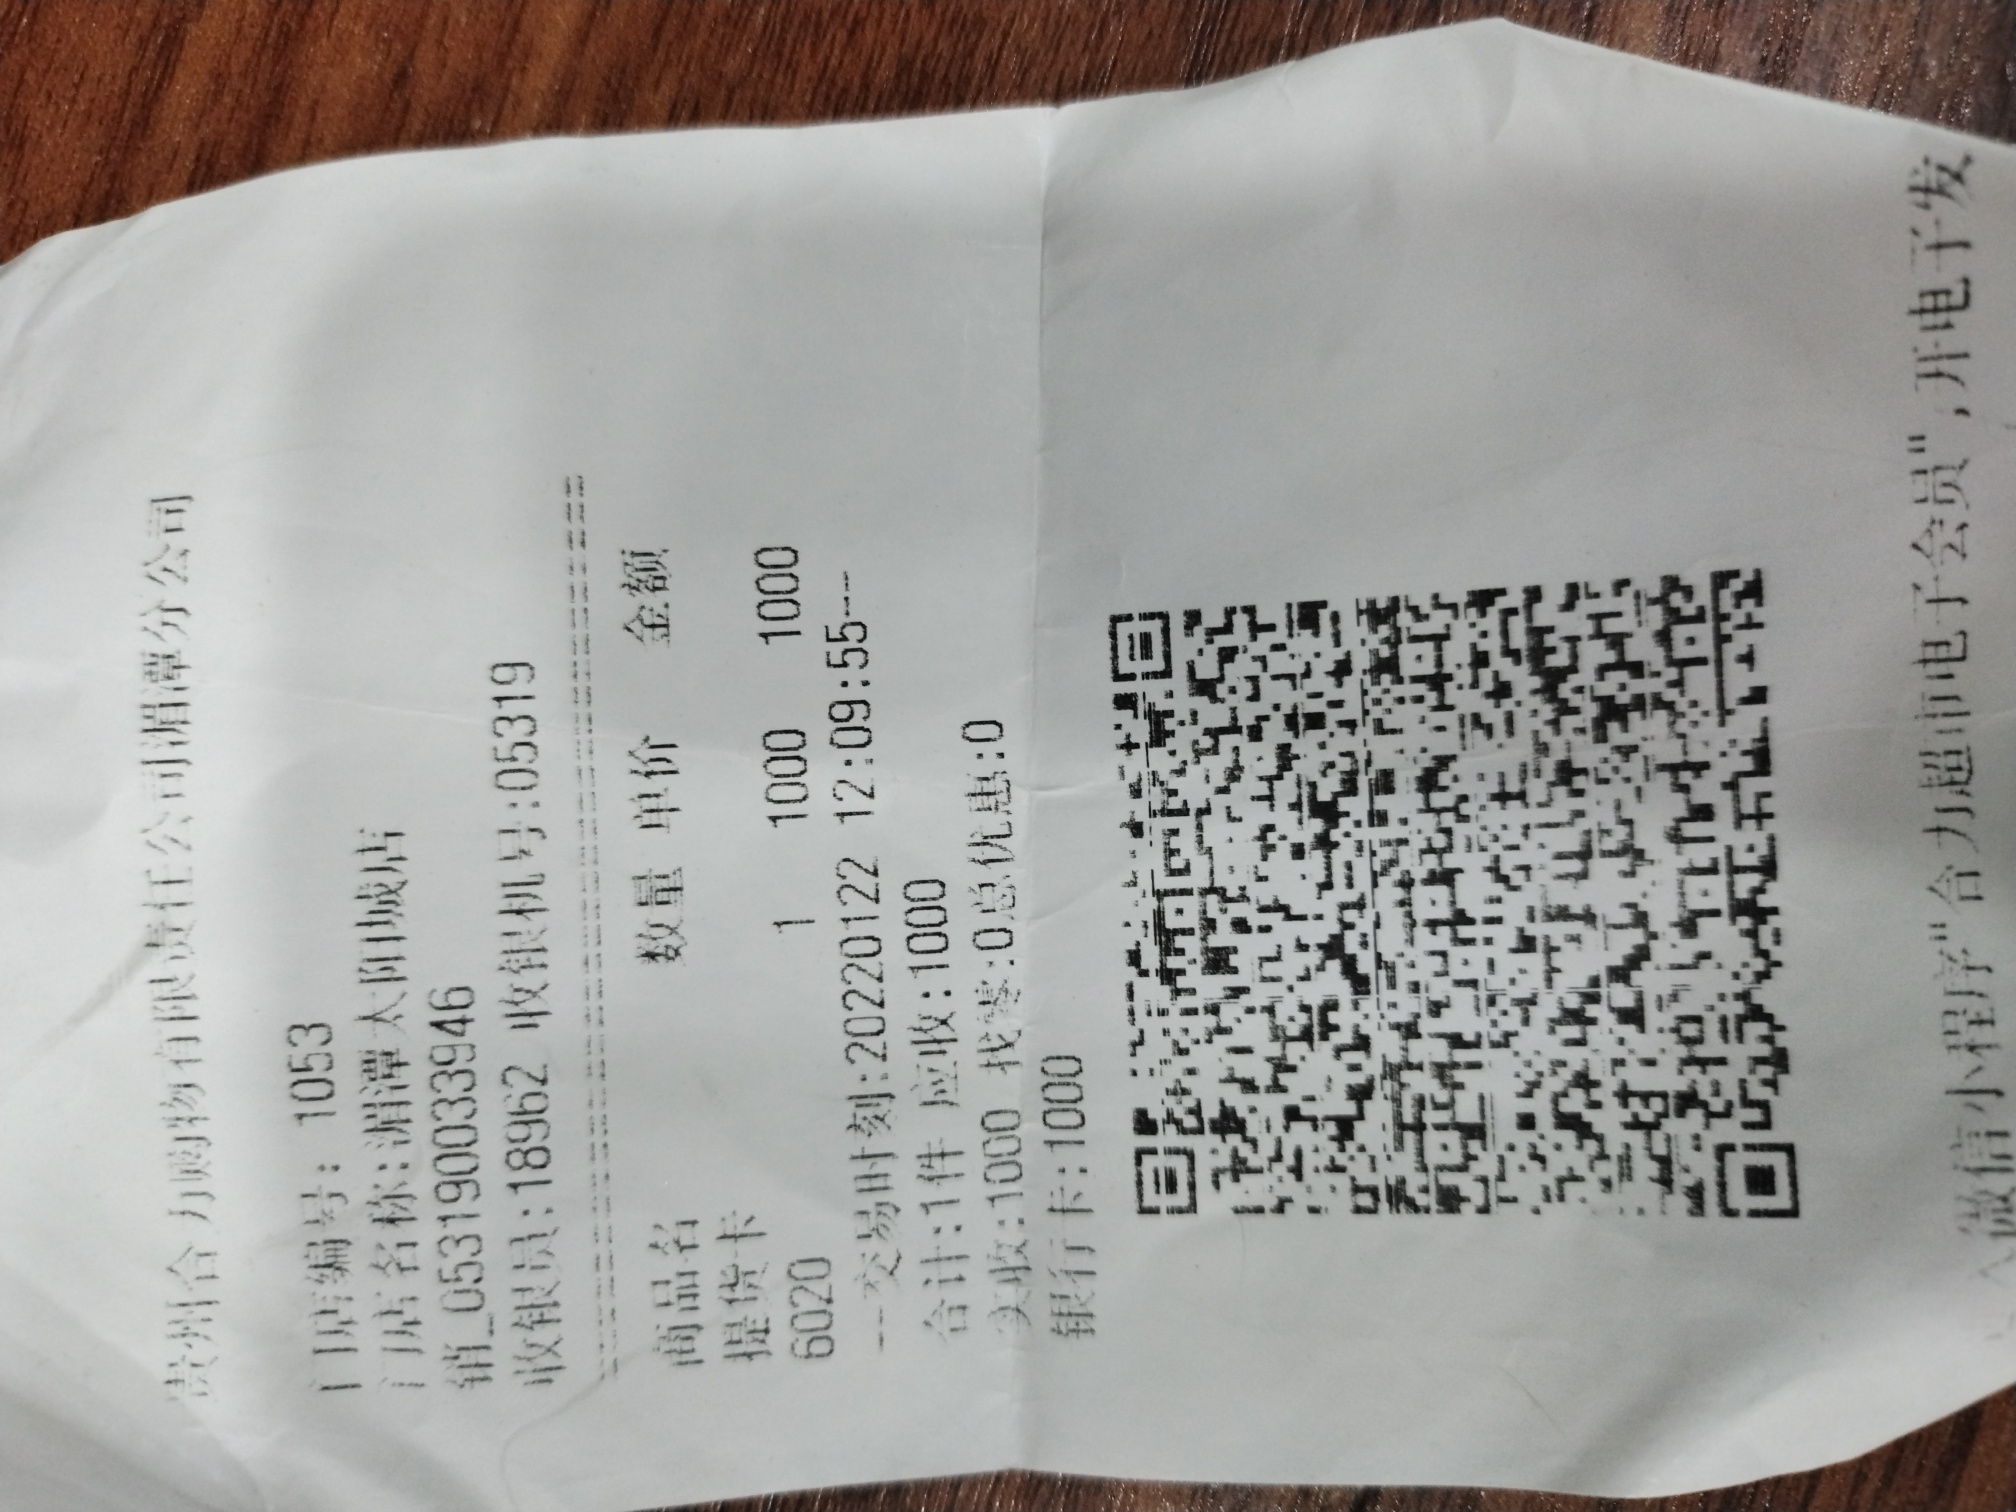 贵州合力购物有限责任公司湄潭分公司
门店编号: 1053
门店名称:湄潭太阳城店
销_053190033946
收银员:18962 收银机号:05319
商品名 数量 单价 金额
提货卡
6020 1 1000 1000
---交易时刻:20220122 12:09:55---
合计:1件 应收:1000
实收:1000 找零:0总优惠:0
银行卡:1000
微信小程序"合力超市电子会员",开电子发